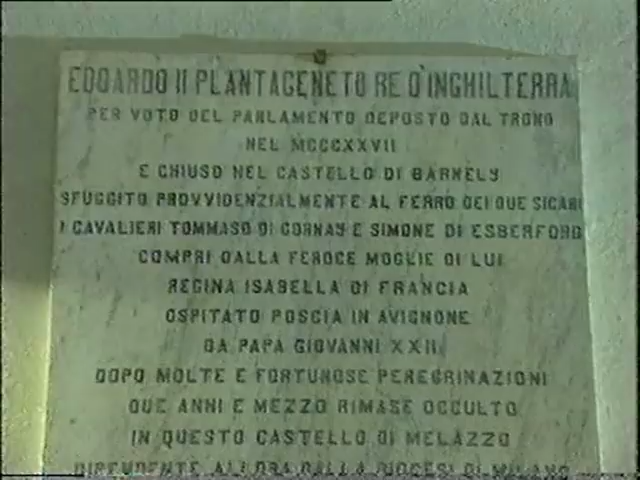 EDOARDO II PLANTAGENETO RE D'INGHILTERRA
PER VOTO DEL PARLAMENTO DEPOSTO DAL TRONO
NEL MCCCXXVII
E CHIUSO NEL CASTELLO DI BARKELY
SFUGGITO PROVVIDENZIALMENTE AL FERRO DEI DUE SICARI
I CAVALIERI TOMMASO DI GORNAY E SIMONE DI ESBERFORD
COMPRI DALLA FEROCE MOGLIE DI LUI
REGINA ISABELLA DI FRANCIA
OSPITATO POSCIA IN AVIGNONE
DA PAPA GIOVANNI XXII
DOPO MOLTE E FORTUNOSE PEREGRINAZIONI
DUE ANNI E MEZZO RIMASE OCCULTO
IN QUESTO CASTELLO DI MELAZZO
DIPENDENTE ALLORA DALLA DIOCESI DI MILANO